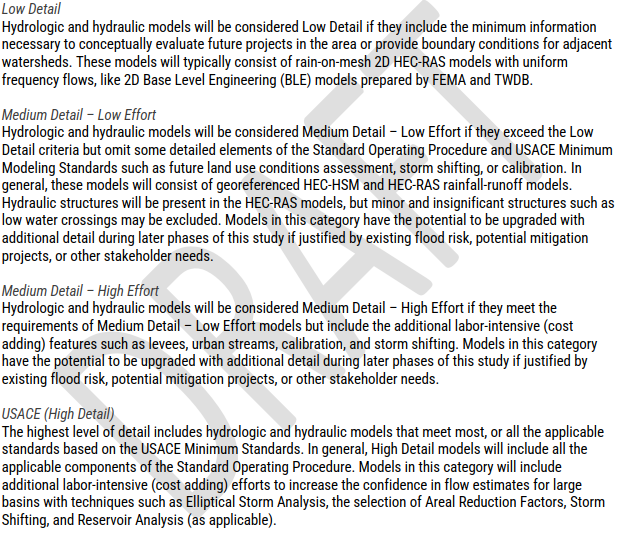 Low Detail
Hydrologic and hydraulic models will be considered Low Detail if they include the minimum information
necessary to conceptually evaluate future projects in the area or provide boundary conditions for adjacent
watersheds. These models will typically consist of rain-on-mesh 2D HEC-RAS models with uniform
frequency flows, like 2D Base Level Engineering (BLE) models prepared by FEMA and TWDB.
Medium Detail – Low Effort
Hydrologic and hydraulic models will be considered Medium Detail – Low Effort if they exceed the Low
Detail criteria but omit some detailed elements of the Standard Operating Procedure and USACE Minimum
Modeling Standards such as future land use conditions assessment, storm shifting, or calibration. In
general, these models will consist of georeferenced HEC-HSM and HEC-RAS rainfall-runoff models.
Hydraulic structures will be present in the HEC-RAS models, but minor and insignificant structures such as
low water crossings may be excluded. Models in this category have the potential to be upgraded with
additional detail during later phases of this study if justified by existing flood risk, potential mitigation
projects, or other stakeholder needs.
Medium Detail – High Effort
Hydrologic and hydraulic models will be considered Medium Detail – High Effort if they meet the
requirements of Medium Detail – Low Effort models but include the additional labor-intensive (cost
adding) features such as levees, urban streams, calibration, and storm shifting. Models in this category
have the potential to be upgraded with additional detail during later phases of this study if justified by
existing flood risk, potential mitigation projects, or other stakeholder needs.
USACE (High Detail)
The highest level of detail includes hydrologic and hydraulic models that meet most, or all the applicable
standards based on the USACE Minimum Standards. In general, High Detail models will include all the
applicable components of the Standard Operating Procedure. Models in this category will include
additional labor-intensive (cost adding) efforts to increase the confidence in flow estimates for large
basins with techniques such as Elliptical Storm Analysis, the selection of Areal Reduction Factors, Storm
Shifting, and Reservoir Analysis (as applicable).
DRAFT